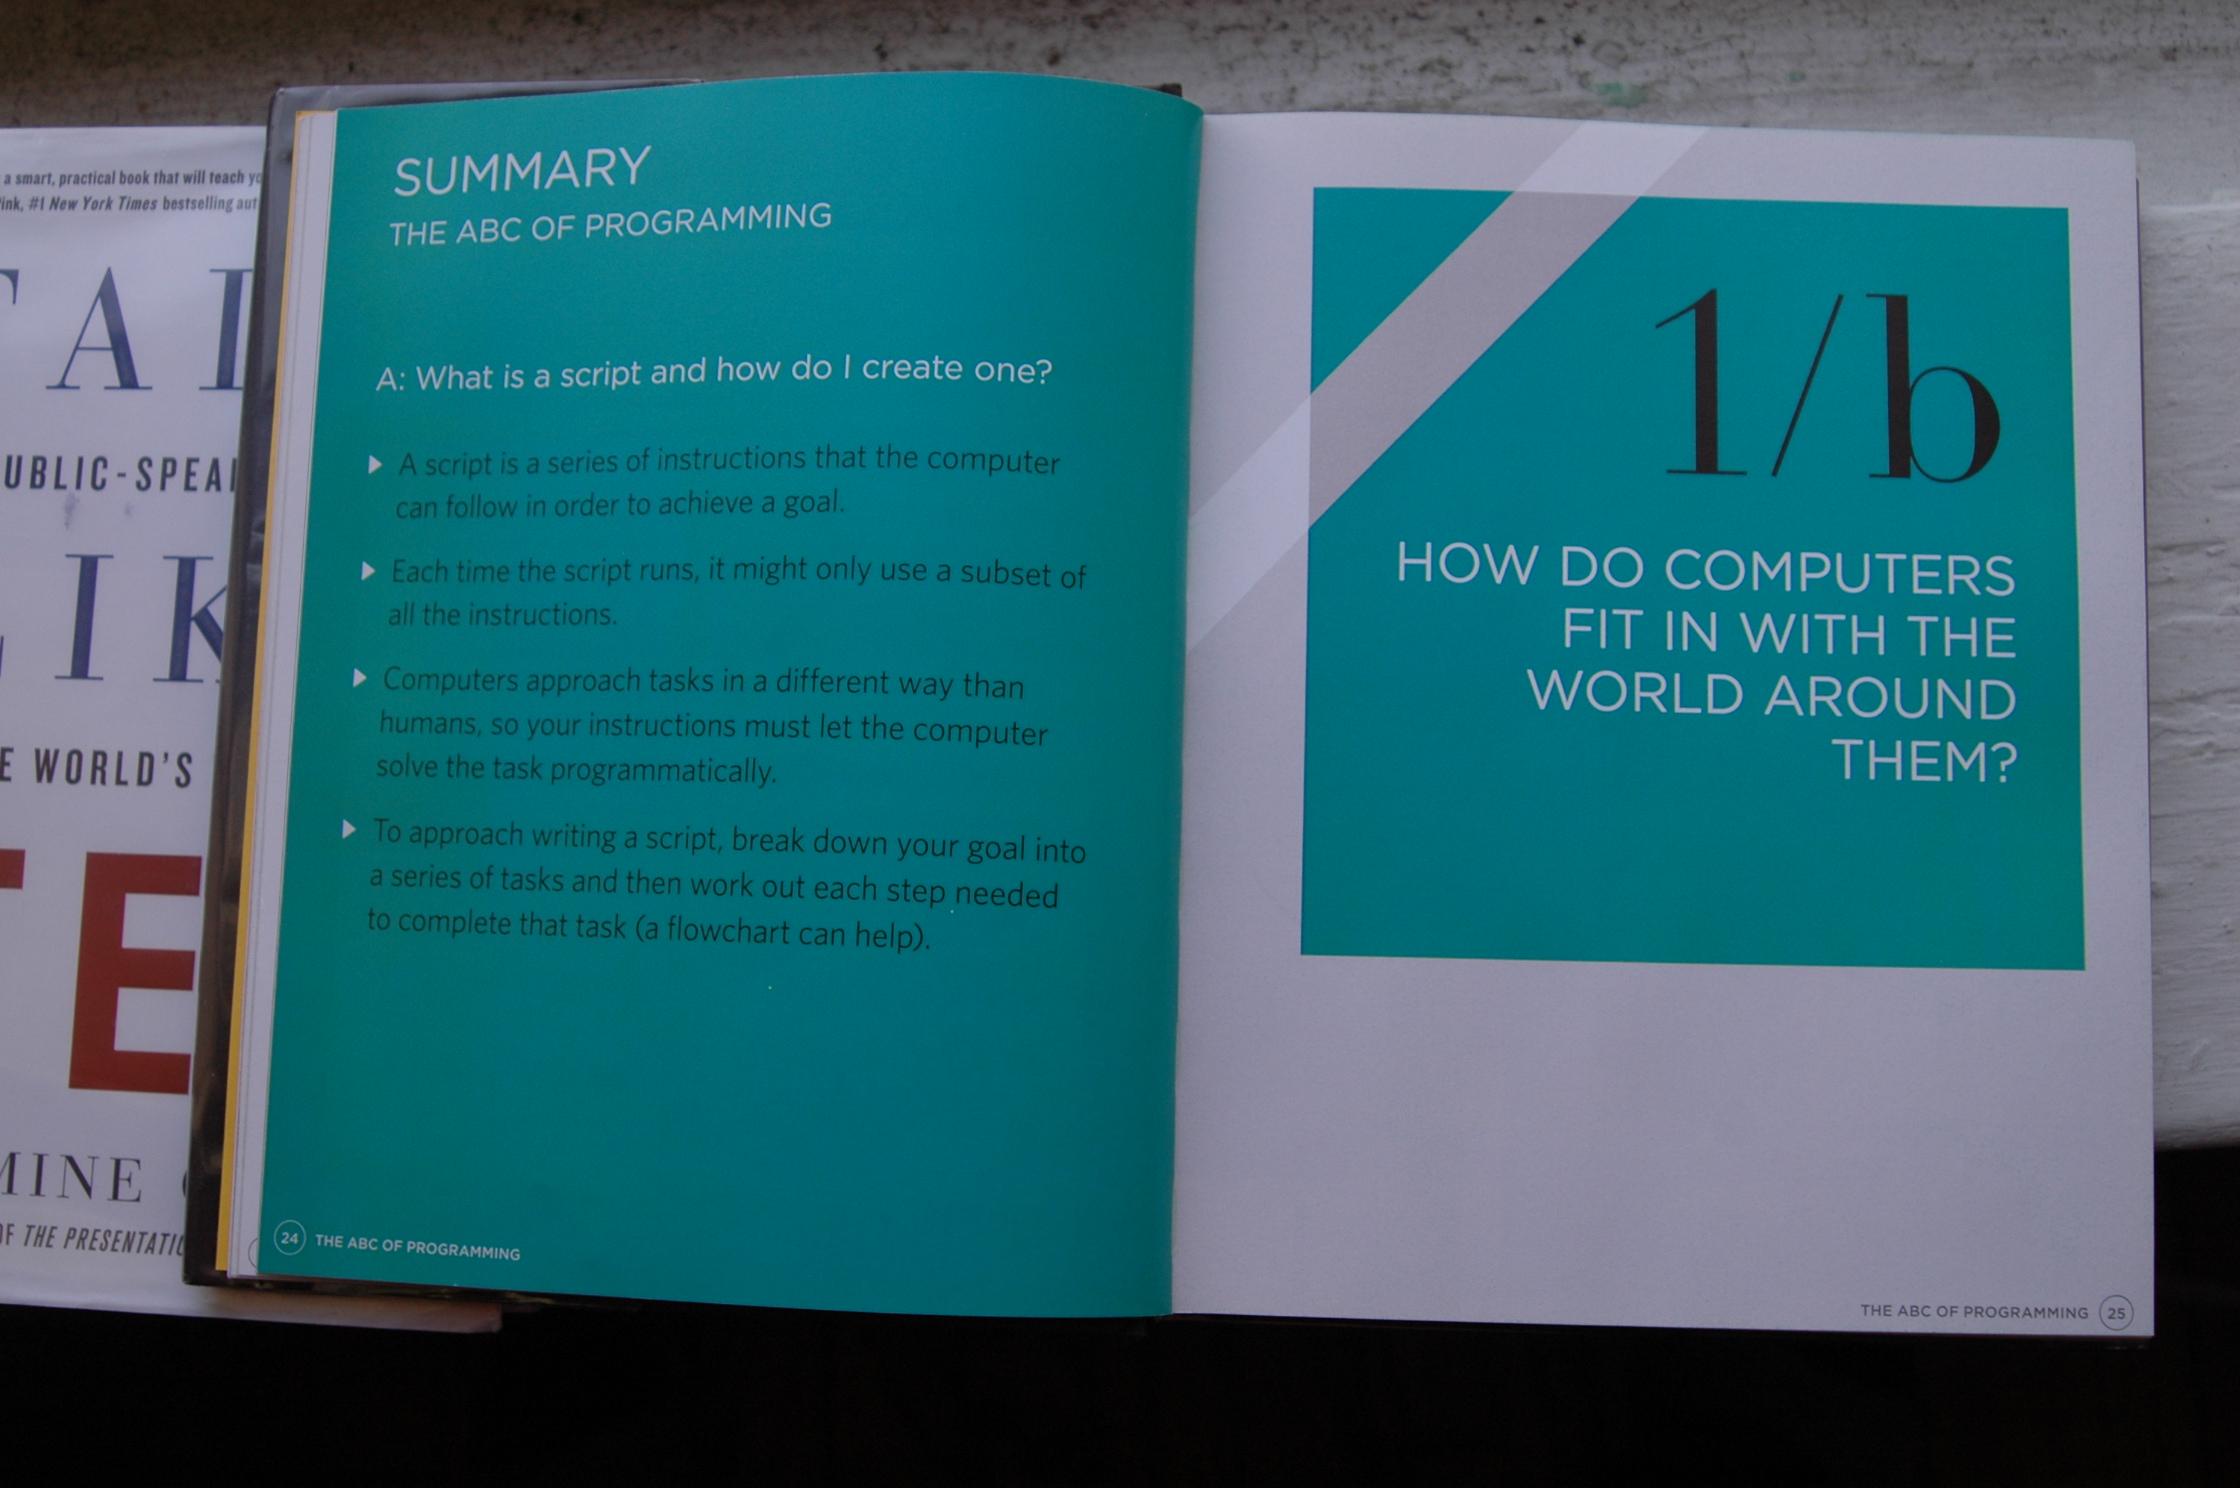 a smart, practical book that will teach
#1 New York Times bestselling
UBLIC-SPEA
IK
E WORLD'S
E
MINE
OF THE PRESENTATI
SUMMARY
THE ABC OF PROGRAMMING
A: What is a script and how do I create one?
A script is a series of instructions that the computer
can follow in order to achieve a goal.
Each time the script runs, it might only use a subset of
all the instructions.
Computers approach tasks in a different way than
humans, so your instructions must let the computer
solve the task programmatically.
To approach writing a script, break down your goal into
a series of tasks and then work out each step needed
to complete that task (a flowchart can help).
24 THE ABC OF PROGRAMMING
1/b
HOW DO COMPUTERS
FIT IN WITH THE
WORLD AROUND
THEM?
THE ABC OF PROGRAMMING 25